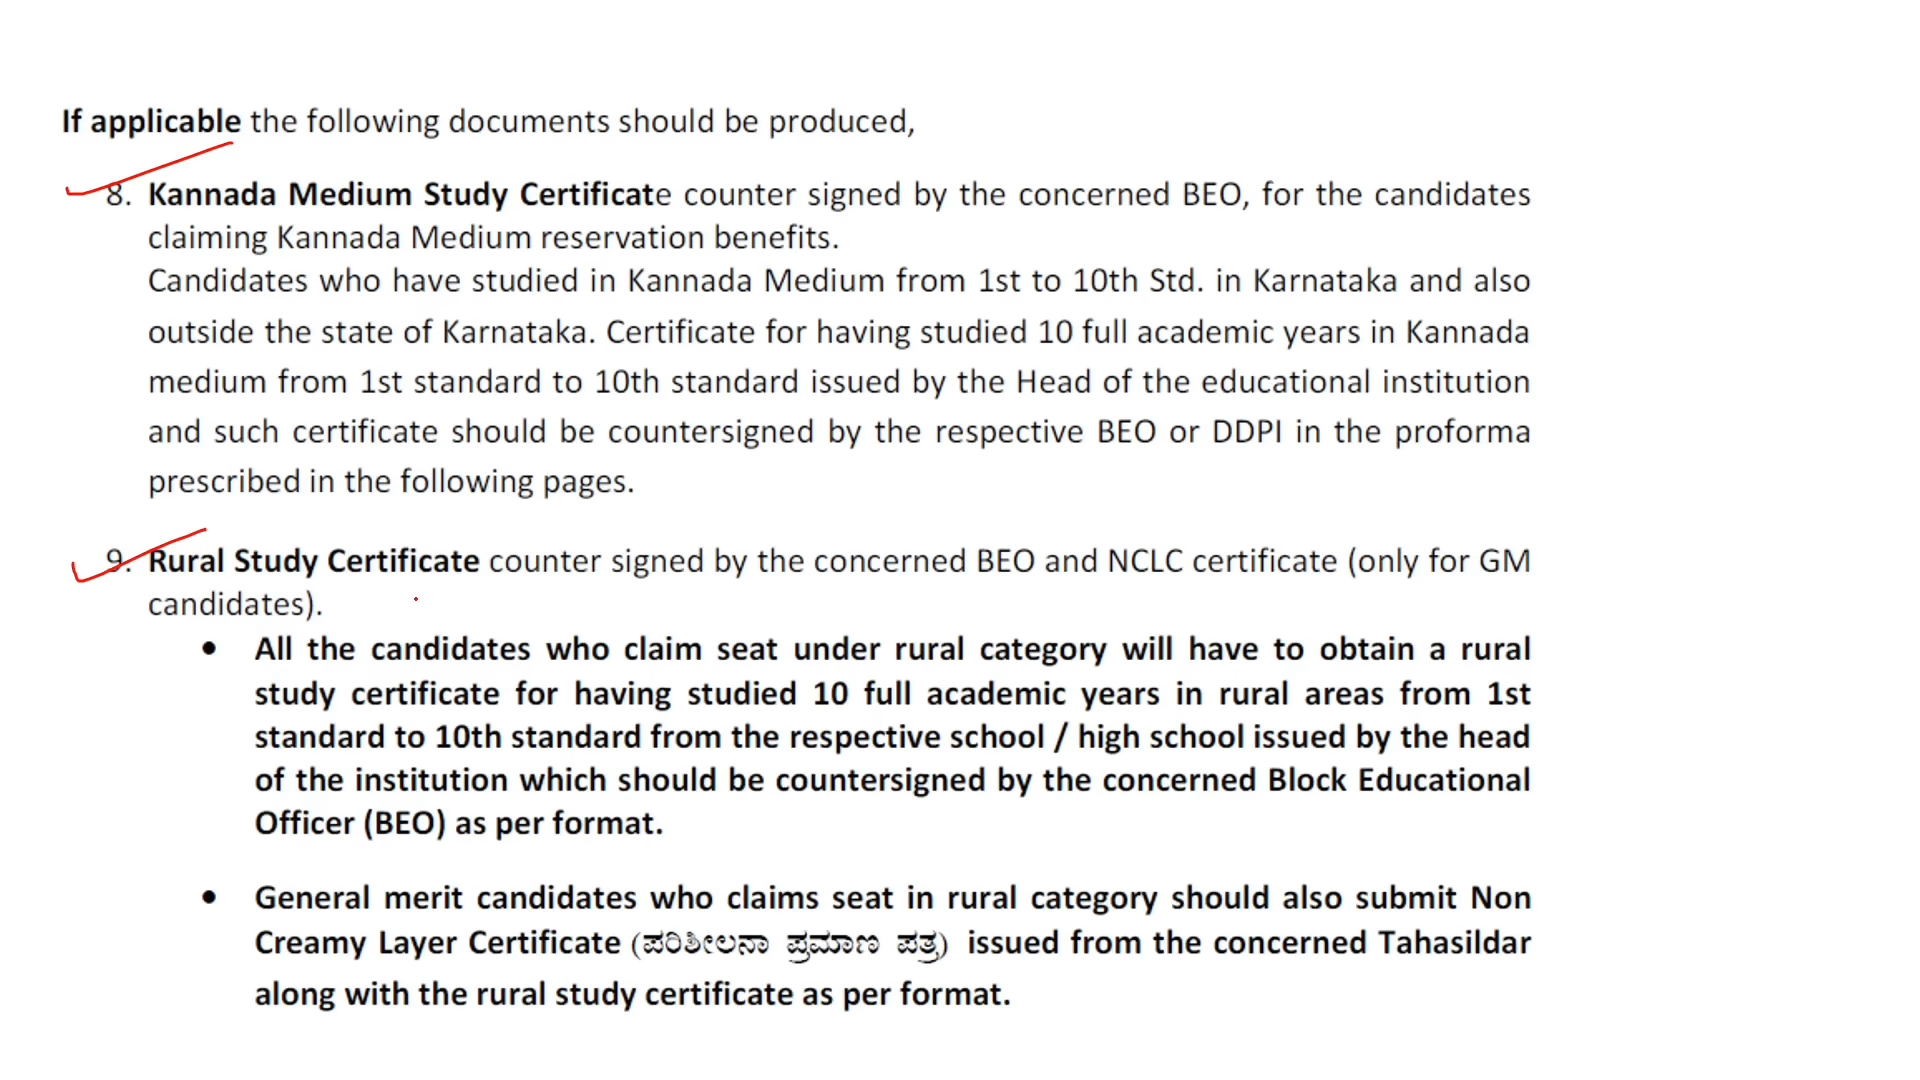 If applicable the following documents should be produced,
8. Kannada Medium Study Certificate counter signed by the concerned BEO, for the candidates
claiming Kannada Medium reservation benefits.
Candidates who have studied in Kannada Medium from 1st to 10th Std. in Karnataka and also
outside the state of Karnataka. Certificate for having studied 10 full academic years in Kannada
medium from 1st standard to 10th standard issued by the Head of the educational institution
and such certificate should be countersigned by the respective BEO or DDPI in the proforma
prescribed in the following pages.
9. Rural Study Certificate counter signed by the concerned BEO and NCLC certificate (only for GM
candidates).
• All the candidates who claim seat under rural category will have to obtain a rural
study certificate for having studied 10 full academic years in rural areas from 1st
standard to 10th standard from the respective school / high school issued by the head
of the institution which should be countersigned by the concerned Block Educational
Officer (BEO) as per format.
• General merit candidates who claims seat in rural category should also submit Non
Creamy Layer Certificate (ಪರಿಶೀಲನಾ ಪ್ರಮಾಣ ಪತ್ರ) issued from the concerned Tahasildar
along with the rural study certificate as per format.